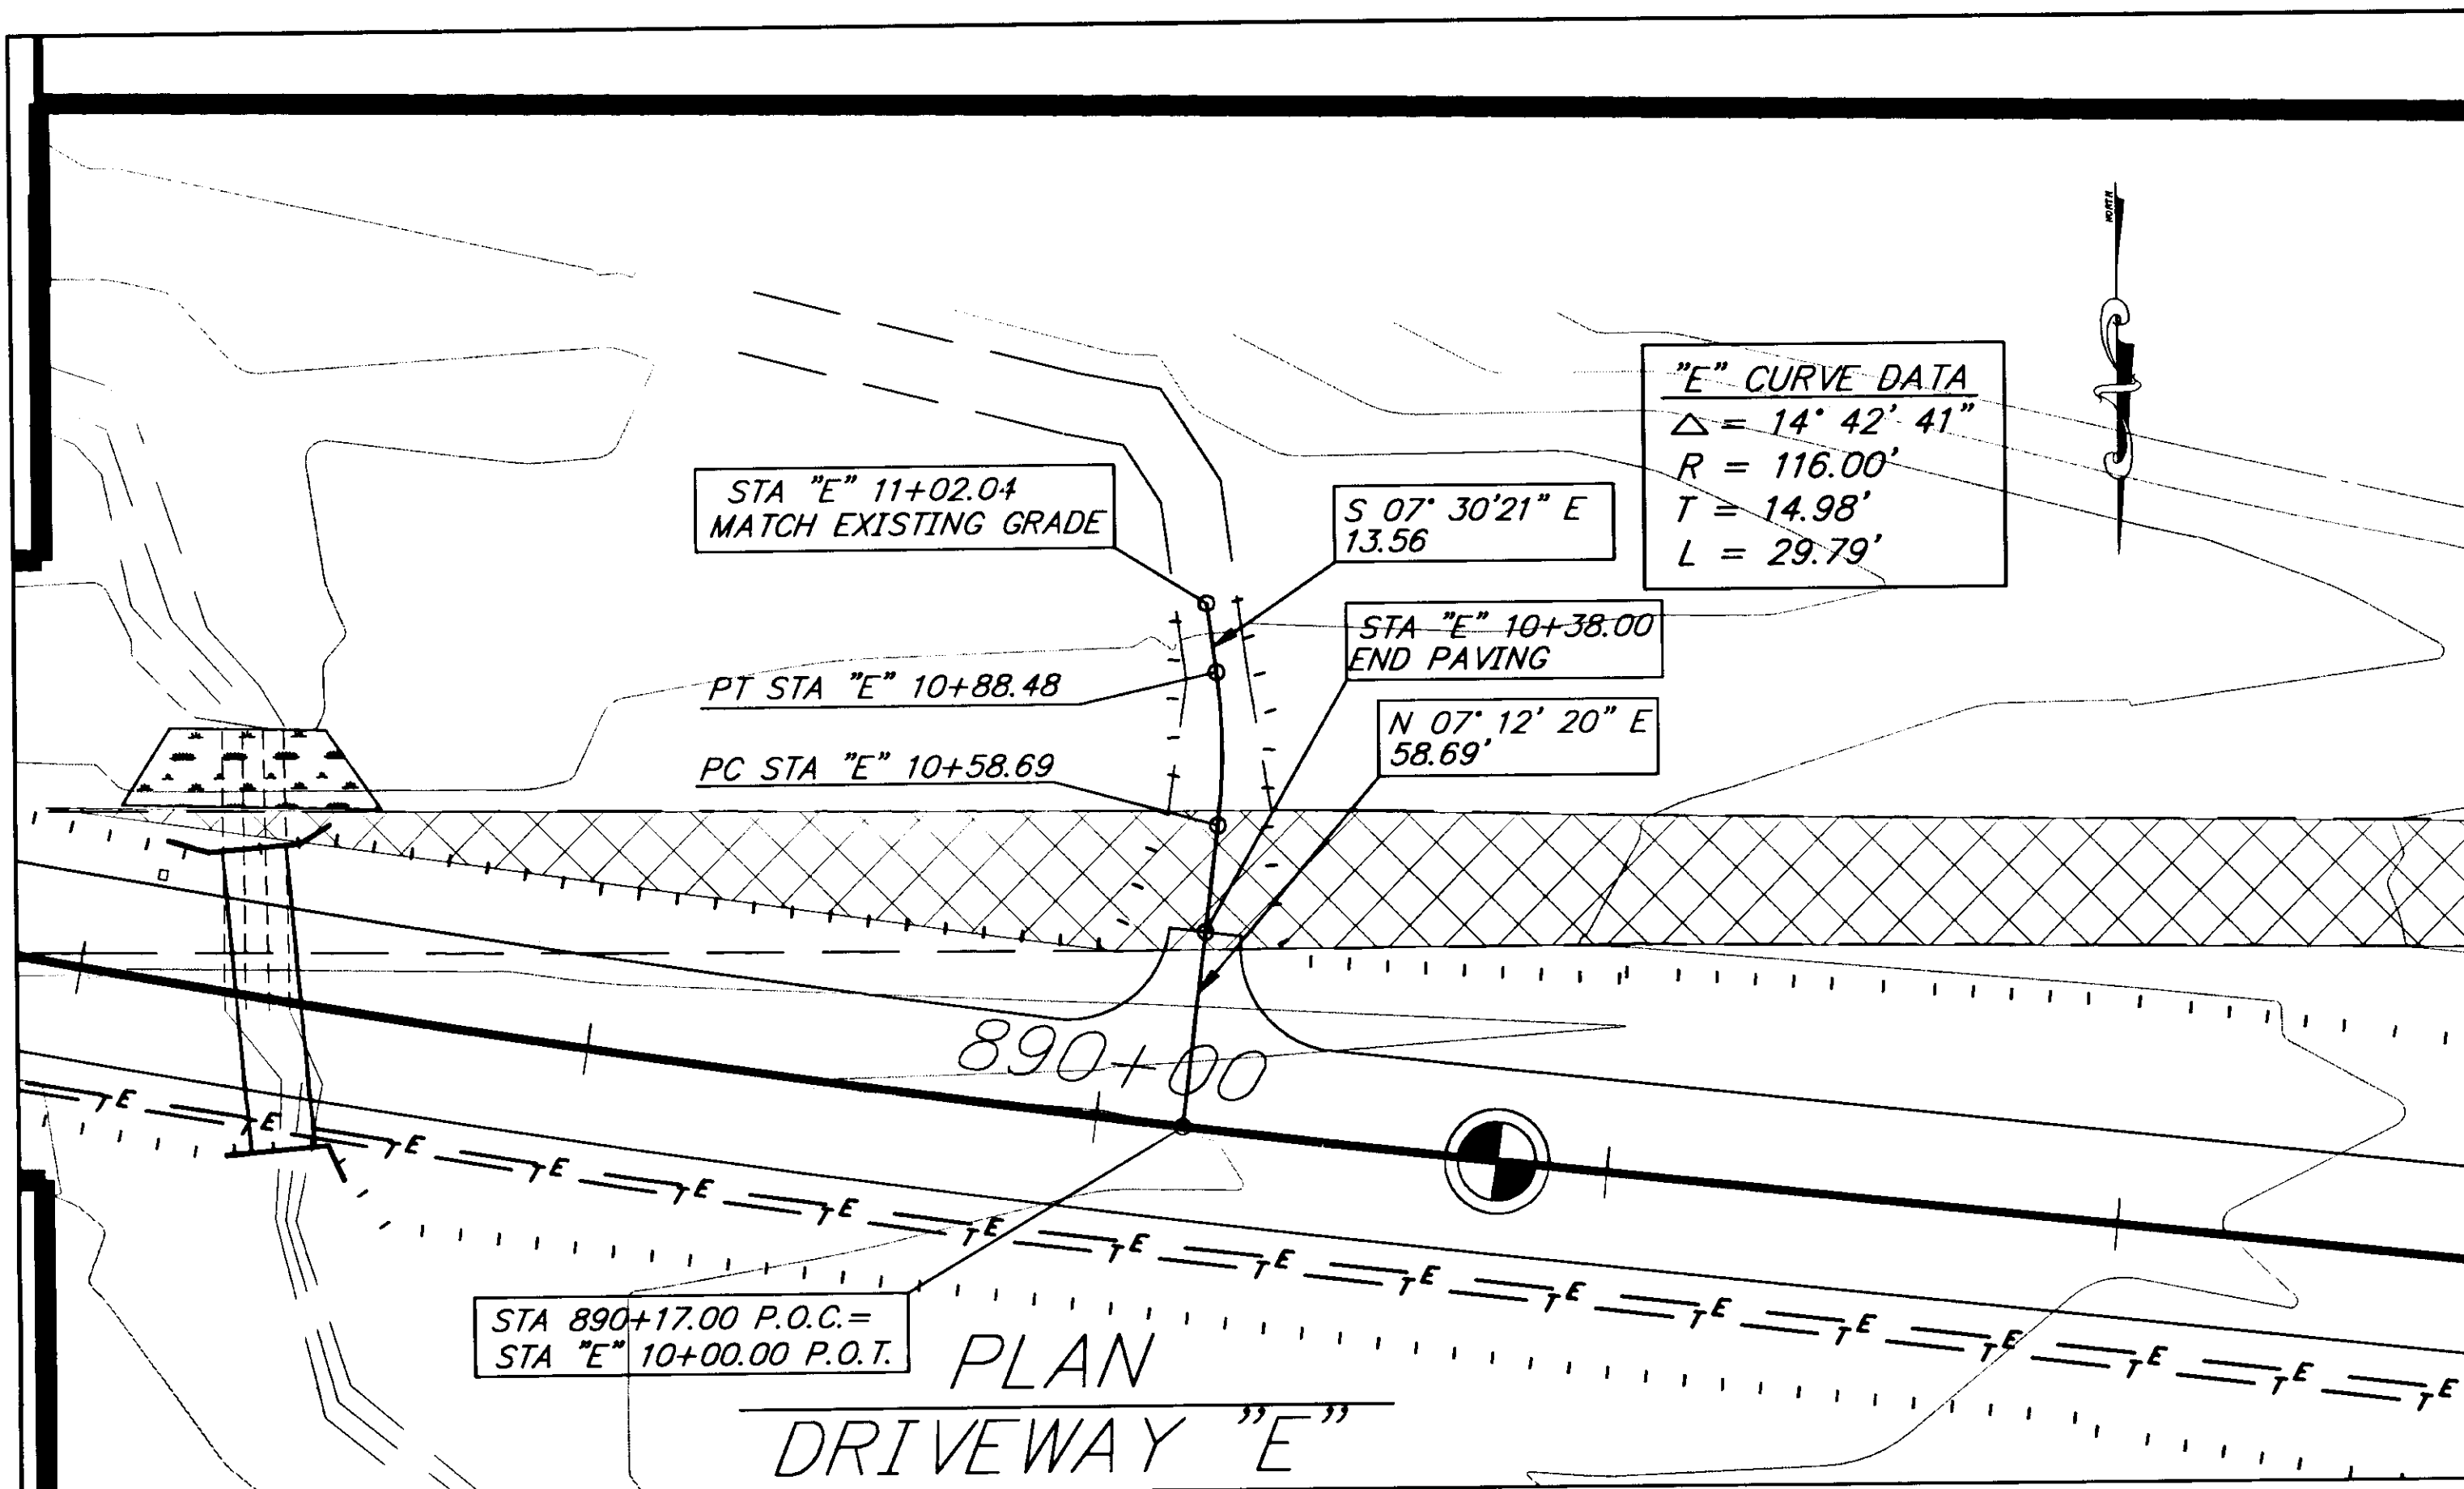 NORTH
"E" CURVE DATA
△ = 14° 42' 41"
R = 116.00'
T = 14.98'
L = 29.79'
STA "E" 11+02.04
MATCH EXISTING GRADE
S 07° 30'21" E
13.56
STA "E" 10+38.00
END PAVING
PT STA "E" 10+88.48
N 07° 12' 20" E
58.69'
PC STA "E" 10+58.69
890+00
T E T E T E T E T E T E T E T E T E T E T E T E T E T E T E T E T E
STA 890+17.00 P.O.C.=
STA "E" 10+00.00 P.O.T.
PLAN
DRIVEWAY "E"